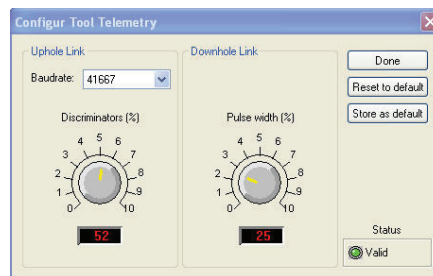 Configur Tool Telemetry
Uphole Link
Baudrate: 41667
Discriminators (%)
0 1 2 3 4 5 6 7 8 9 10
52
Downhole Link
Pulse width (%)
0 1 2 3 4 5 6 7 8 9 10
25
Done
Reset to default
Store as default
Status
Valid